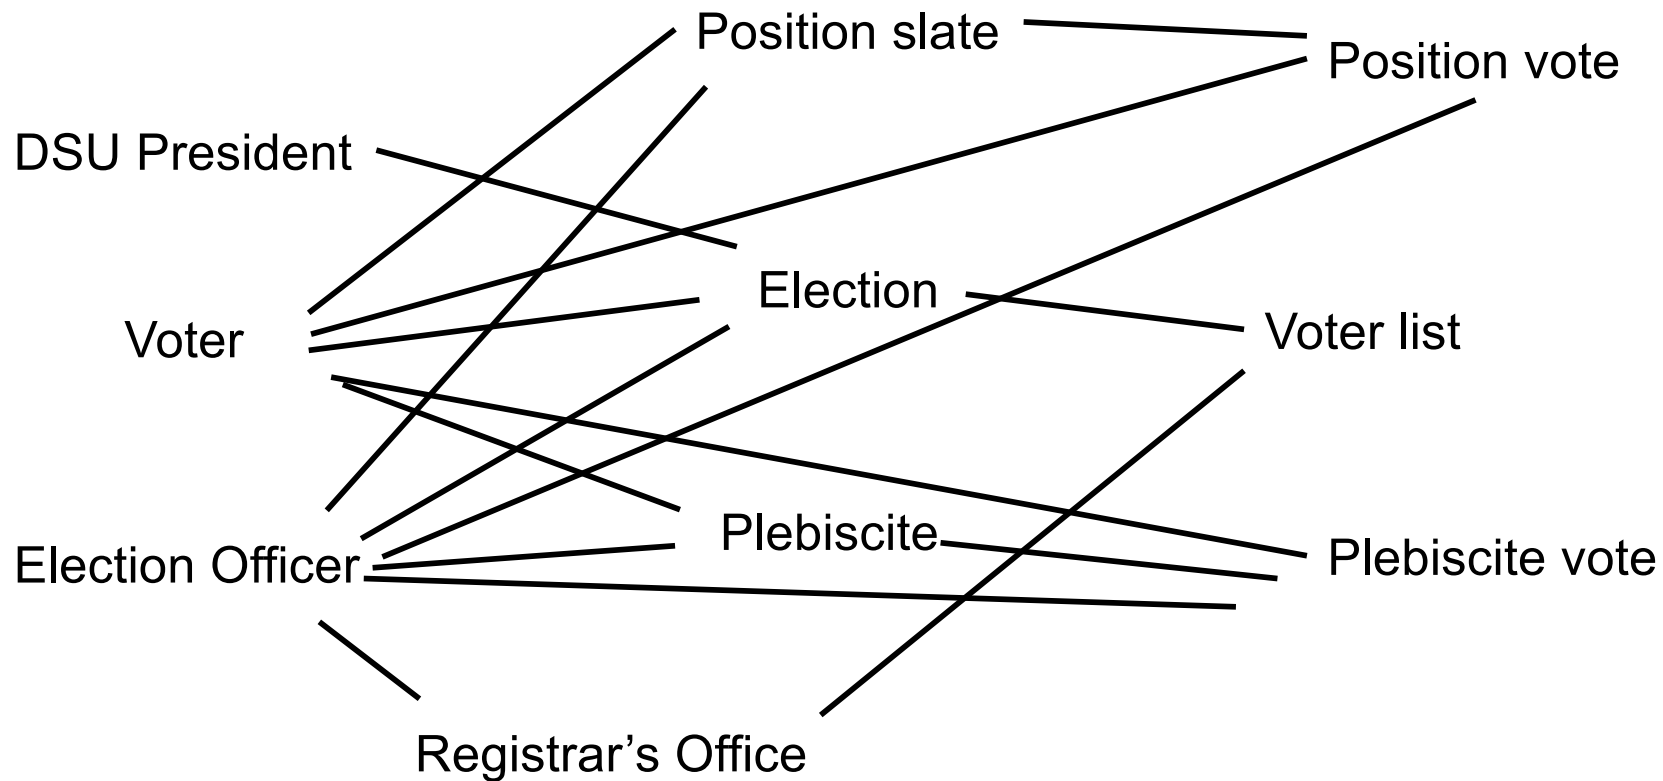 Position slate
Position vote
DSU President
Election
Voter
Voter list
Plebiscite
Plebiscite vote
Election Officer
Registrar’s Office